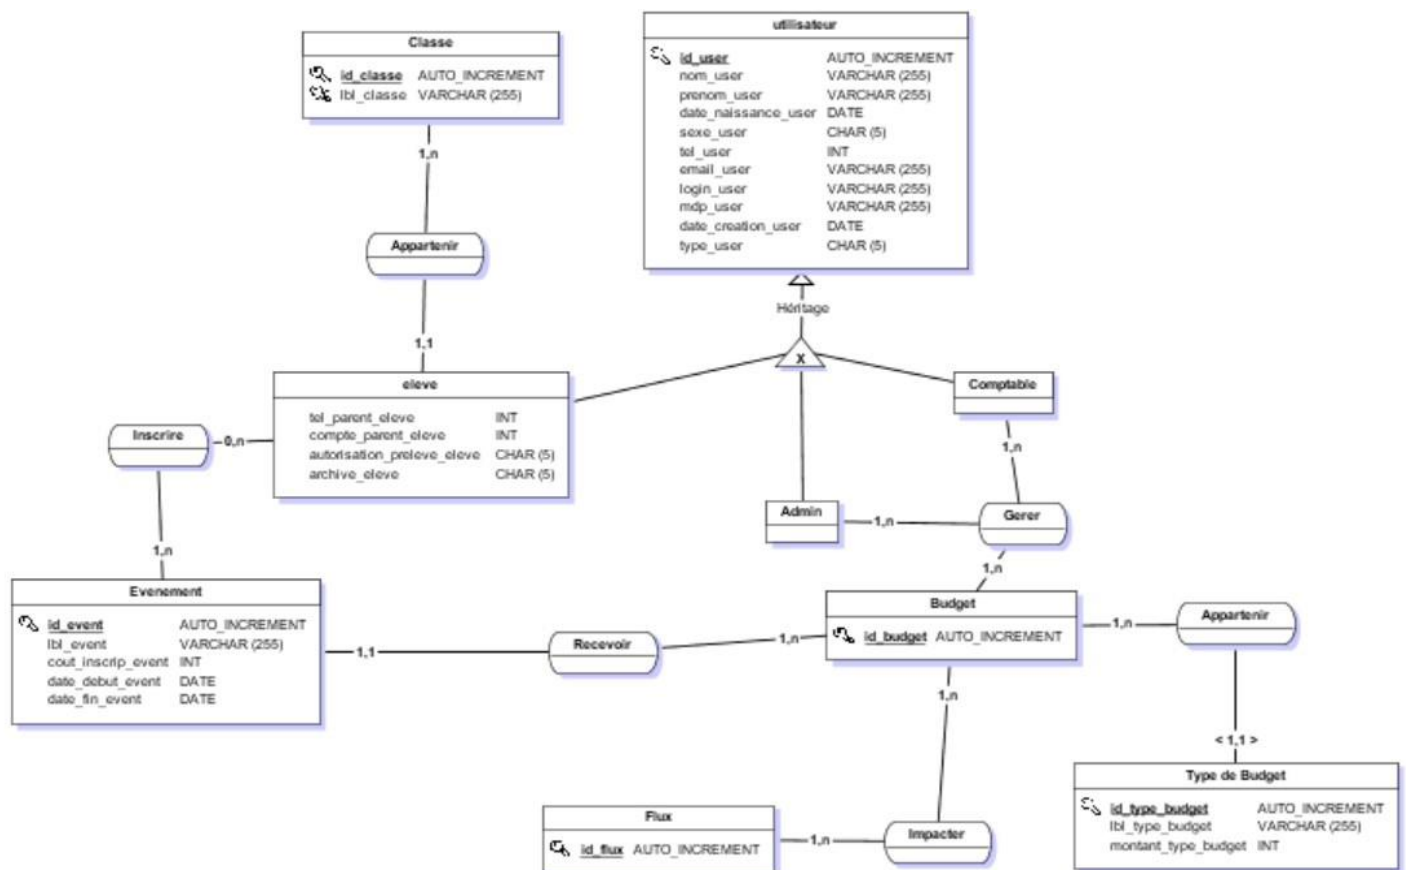 Classe
id_classe AUTO_INCREMENT
lbl_classe VARCHAR (255)
utilisateur
id_user AUTO_INCREMENT
nom_user VARCHAR (255)
prenom_user VARCHAR (255)
date_naissance_user DATE
sexe_user CHAR (5)
tel_user INT
email_user VARCHAR (255)
login_user VARCHAR (255)
mdp_user VARCHAR (255)
date_creation_user DATE
type_user CHAR (5)
1,n
Appartenir
1,1
Héritage
X
eleve
tel_parent_eleve INT
compte_parent_eleve INT
autorisation_preleve_eleve CHAR (5)
archive_eleve CHAR (5)
Comptable
Inscrire
0,n
1,n
Admin
1,n
Gerer
1,n
1,n
Evenement
id_event AUTO_INCREMENT
lbl_event VARCHAR (255)
cout_inscrip_event INT
date_debut_event DATE
date_fin_event DATE
1,1
Recevoir
1,n
Budget
id_budget AUTO_INCREMENT
1,n
Appartenir
1,n
< 1,1 >
Type de Budget
id_type_budget AUTO_INCREMENT
lbl_type_budget VARCHAR (255)
montant_type_budget INT
Flux
id_flux AUTO_INCREMENT
1,n
Impacter